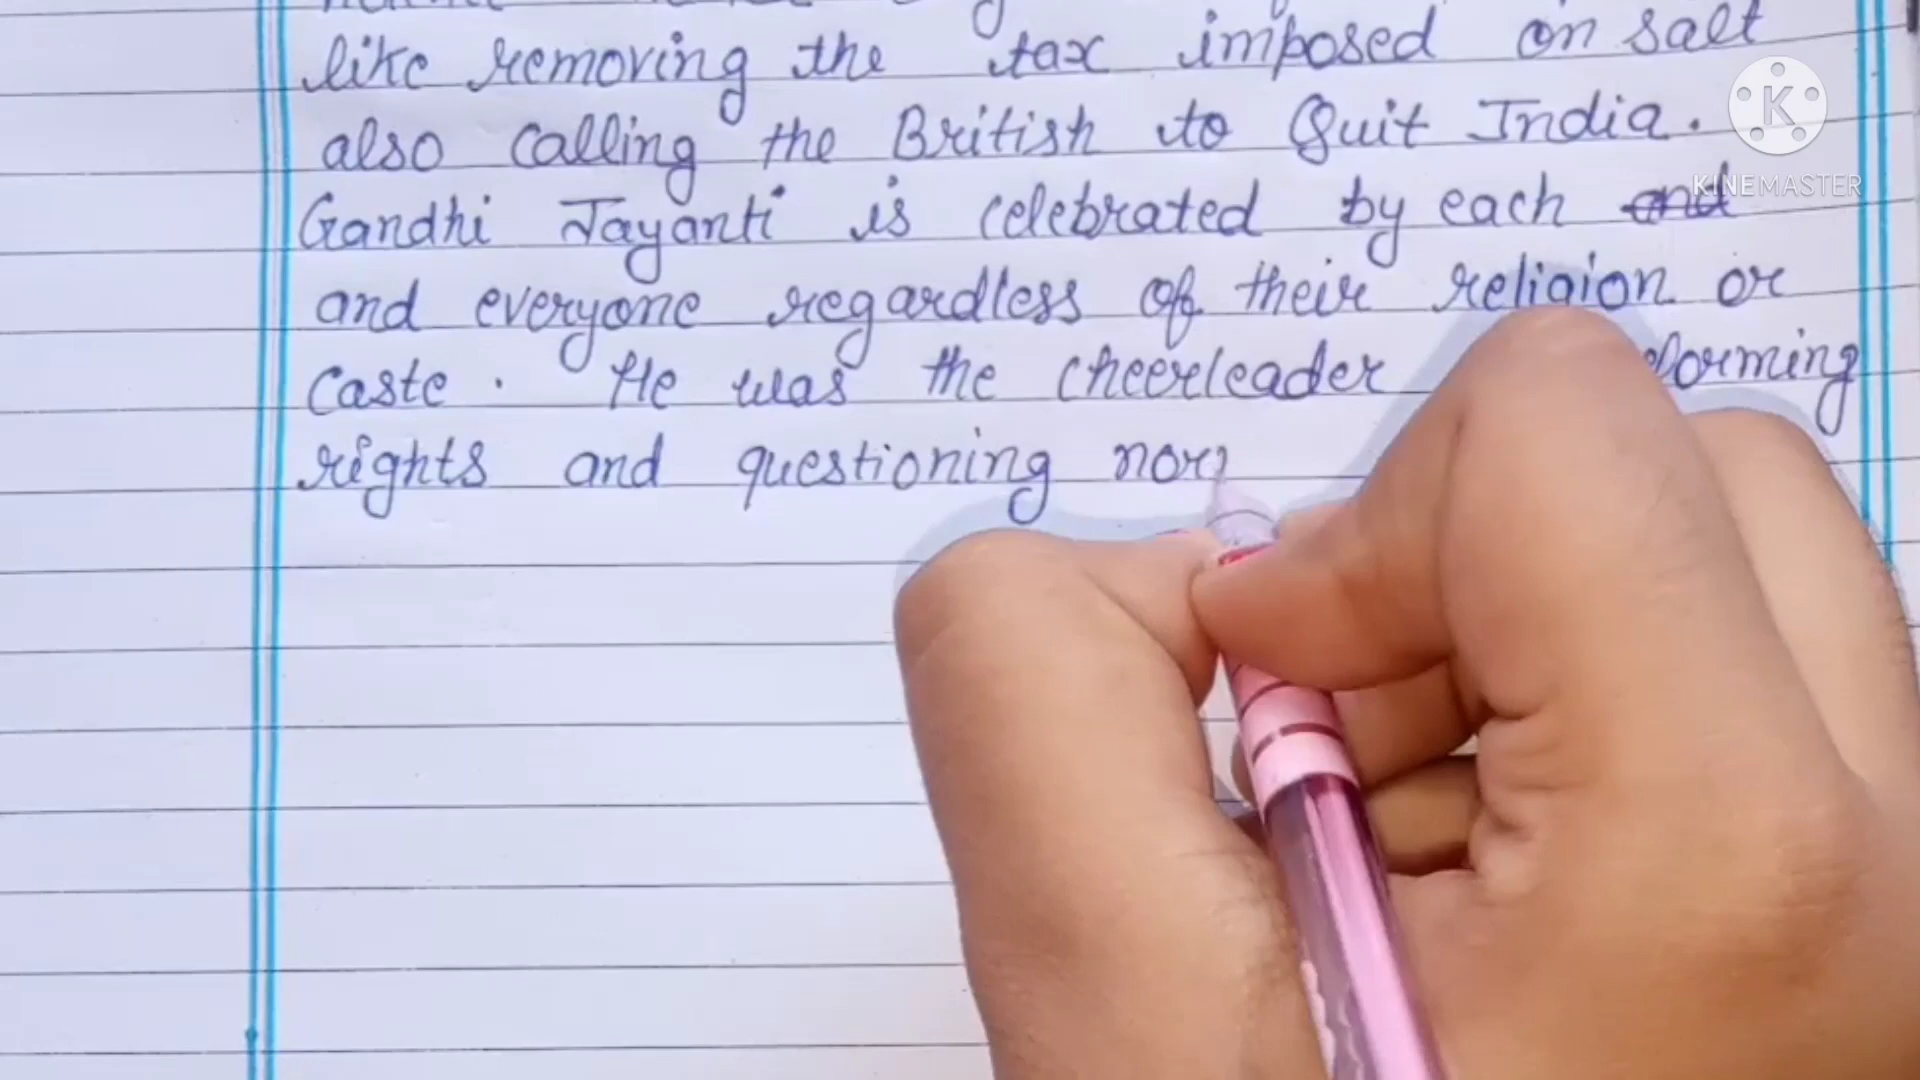 like removing the tax imposed on salt
also calling the British to Quit India.
Gandhi Jayanti is celebrated by each and
and everyone regardless of their religion or
caste. He was the cheerleader
rights and questioning
KINEMASTER